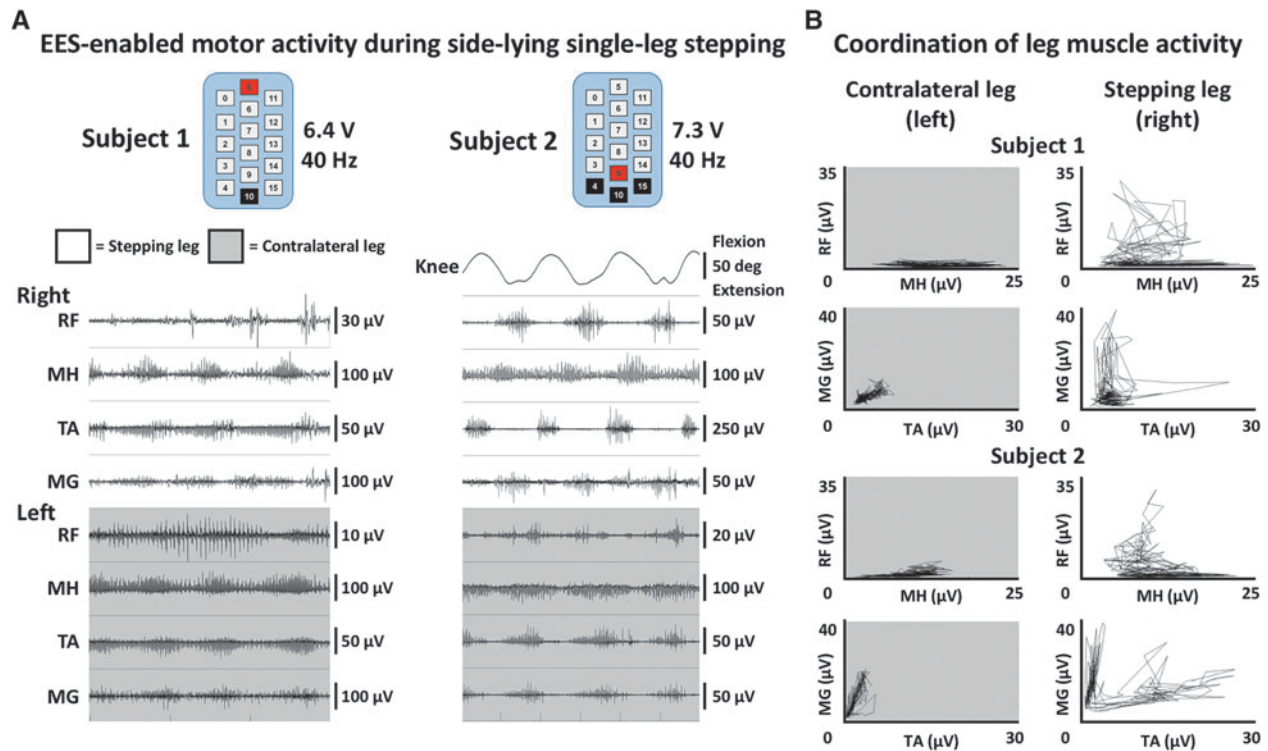 A
B
EES-enabled motor activity during side-lying single-leg stepping
Coordination of leg muscle activity
Subject 1
5
0 11
6
1 12
7
2 13
8
3 14
9
4 15
10
6.4 V
40 Hz
Subject 2
5
0 11
6
1 12
7
2 13
8
3 14
9
4 15
10
7.3 V
40 Hz
= Stepping leg
= Contralateral leg
Knee
Flexion
50 deg
Extension
Right
RF 30 μV 50 μV
MH 100 μV 100 μV
TA 50 μV 250 μV
MG 100 μV 50 μV
Left
RF 10 μV 20 μV
MH 100 μV 100 μV
TA 50 μV 50 μV
MG 100 μV 50 μV
Contralateral leg
(left)
Stepping leg
(right)
Subject 1
35 35
RF (μV) RF (μV)
0 MH (μV) 25 0 MH (μV) 25
40 40
MG (μV) MG (μV)
0 TA (μV) 30 0 TA (μV) 30
Subject 2
35 35
RF (μV) RF (μV)
0 MH (μV) 25 0 MH (μV) 25
40 40
MG (μV) MG (μV)
0 TA (μV) 30 0 TA (μV) 30